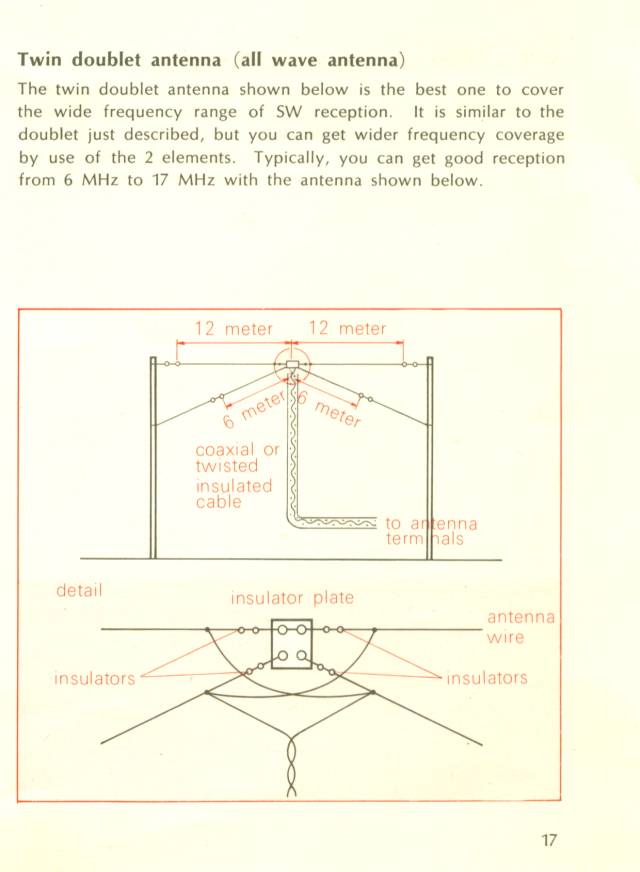 Twin doublet antenna (all wave antenna)
The twin doublet antenna shown below is the best one to cover
the wide frequency range of SW reception. It is similar to the
doublet just described, but you can get wider frequency coverage
by use of the 2 elements. Typically, you can get good reception
from 6 MHz to 17 MHz with the antenna shown below.
12 meter 12 meter
6 meter 6 meter
coaxial or
twisted
insulated
cable
to antenna
terminals
detail
insulator plate
antenna
wire
insulators insulators
17